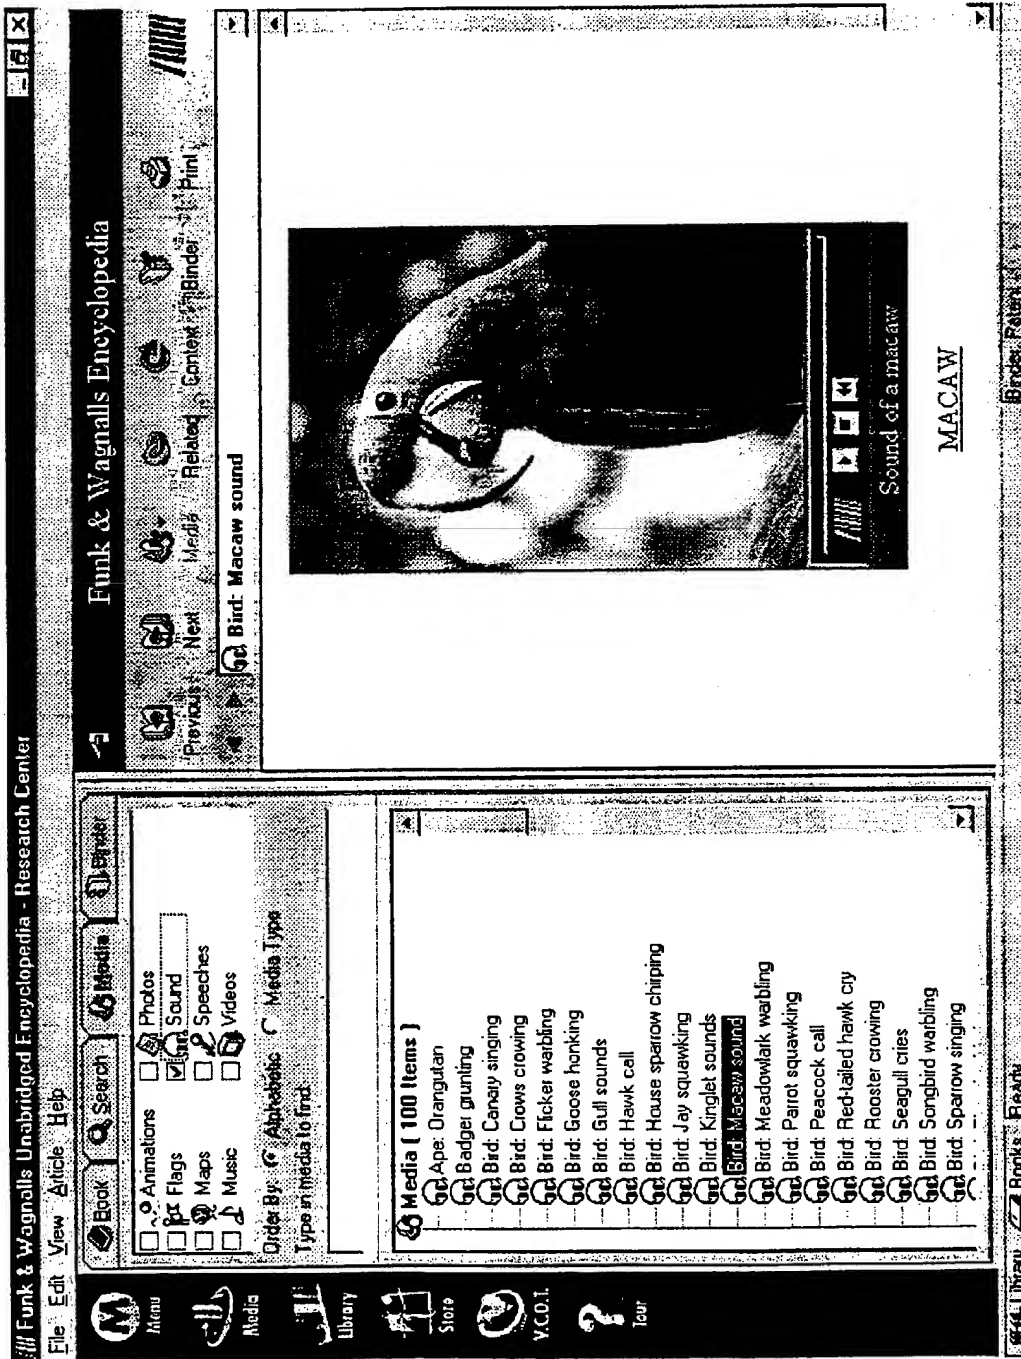 Funk & Wagnalls Unabridged Encyclopedia - Research Center
File Edit View Article Help
Menu
Media
Library
Store
V.C.O.T.
Tour
Book Search Media Binder
Animations Photos
Flags Sound
Maps Speeches
Music Videos
Order By: Alphabetic Media Type
Type in media to find:
Media ( 100 Items )
Ape: Orangutan
Badger grunting
Bird: Canary singing
Bird: Crows crowing
Bird: Flicker warbling
Bird: Goose honking
Bird: Gull sounds
Bird: Hawk call
Bird: House sparrow chirping
Bird: Jay squawking
Bird: Kinglet sounds
Bird: Macaw sound
Bird: Meadowlark warbling
Bird: Parrot squawking
Bird: Peacock call
Bird: Red-tailed hawk cry
Bird: Rooster crowing
Bird: Seagull cries
Bird: Songbird warbling
Bird: Sparrow singing
Funk & Wagnalls Encyclopedia
Previous Next Media Related Context Binder Print
Bird: Macaw sound
Sound of a macaw
MACAW
Library Books Ready Binder: Patent